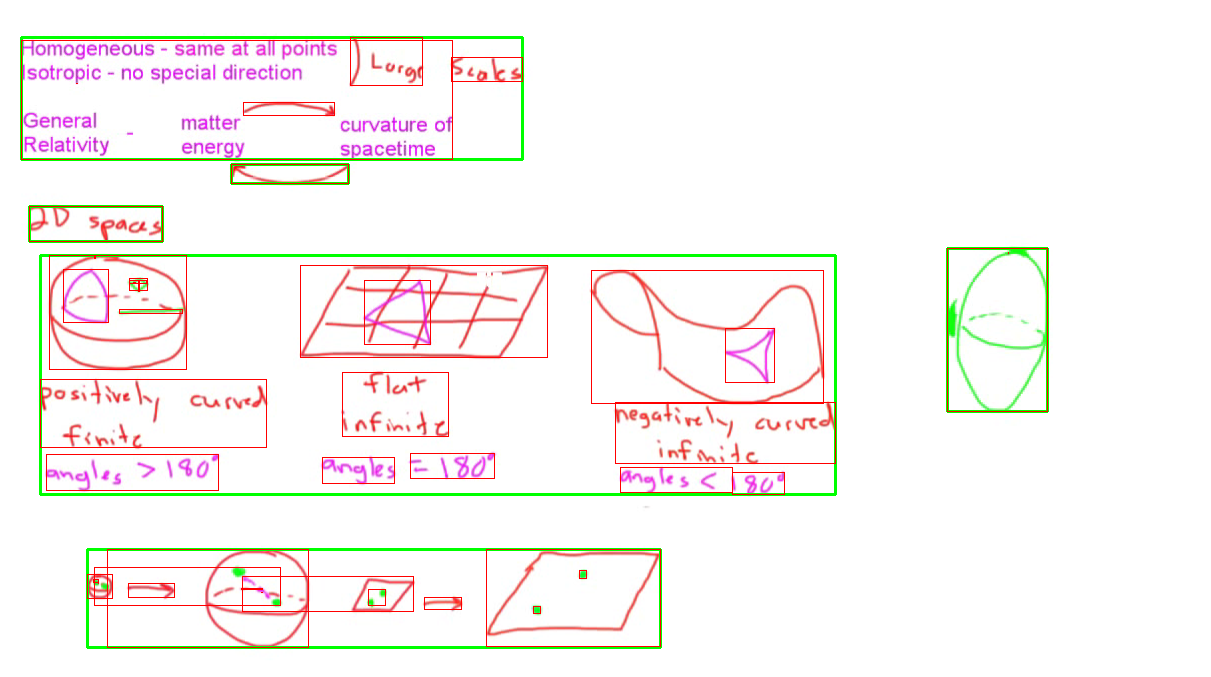 Homogeneous - same at all points
Isotropic - no special direction
) Large Scales
General Relativity - matter energy curvature of spacetime
2D spaces
positively curved finite
flat infinite
negatively curved infinite
angles > 180°
angles = 180°
angles < 180°